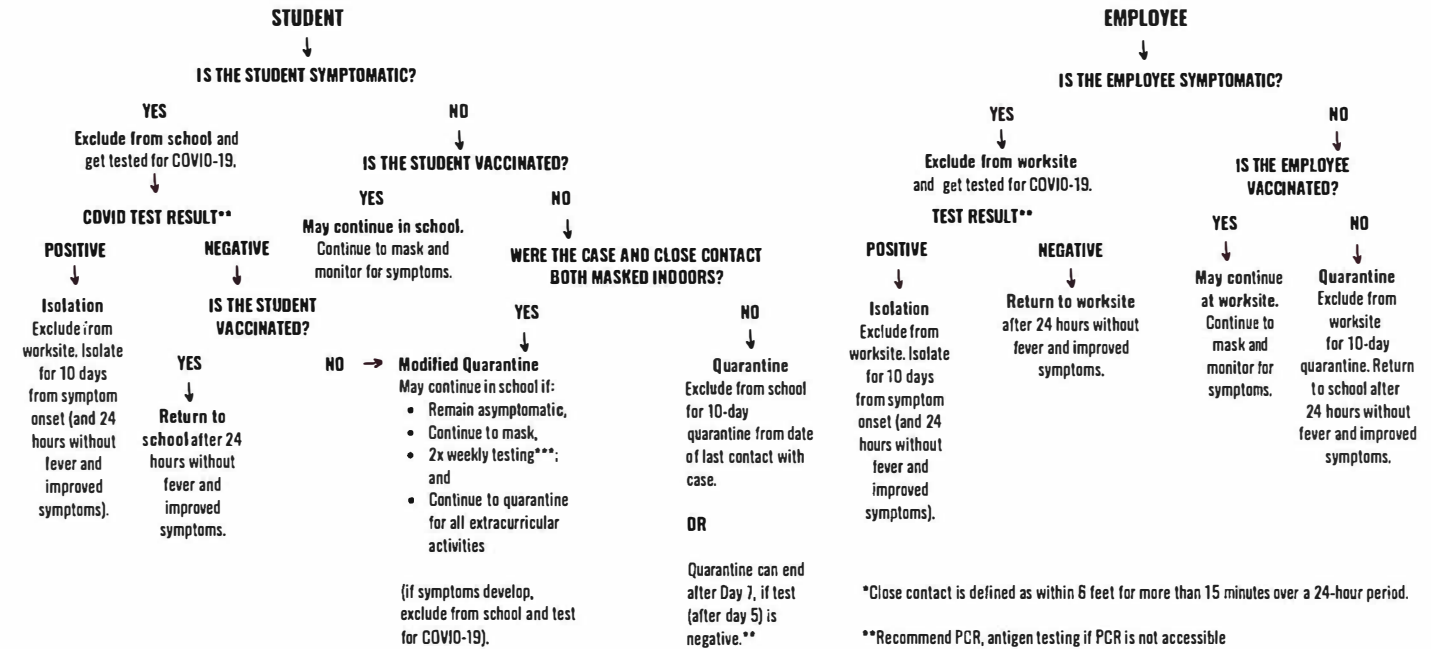 STUDENT
IS THE STUDENT SYMPTOMATIC?
YES
Exclude from school and
get tested for COVIO-19.
COVID TEST RESULT**
POSITIVE
Isolation
Exclude from
worksite. Isolate
for 10 days
from symptom
onset (and 24
hours without
fever and
improved
symptoms).
NEGATIVE
IS THE STUDENT
VACCINATED?
YES
Return to
school after 24
hours without
fever and
improved
symptoms.
NO
NO
IS THE STUDENT VACCINATED?
YES
May continue in school.
Continue to mask and
monitor for symptoms.
NO
WERE THE CASE AND CLOSE CONTACT
BOTH MASKED INDOORS?
YES
Modified Quarantine
May continue in school if:
• Remain asymptomatic,
• Continue to mask,
• 2x weekly testing***;
and
• Continue to quarantine
for all extracurricular
activities
(if symptoms develop,
exclude from school and test
for COVIO-19).
NO
Quarantine
Exclude from school
for 10-day
quarantine from date
of last contact with
case.
OR
Quarantine can end
after Day 7, if test
(after day 5) is
negative.**
EMPLOYEE
IS THE EMPLOYEE SYMPTOMATIC?
YES
Exclude from worksite
and get tested for COVIO-19.
TEST RESULT**
POSITIVE
Isolation
Exclude from
worksite. Isolate
for 10 days
from symptom
onset (and 24
hours without
fever and
improved
symptoms).
NEGATIVE
Return to worksite
after 24 hours without
fever and improved
symptoms.
NO
IS THE EMPLOYEE
VACCINATED?
YES
May continue
at worksite.
Continue to
mask and
monitor for
symptoms.
NO
Quarantine
Exclude from
worksite
for 10-day
quarantine. Return
to school after
24 hours without
fever and improved
symptoms.
*Close contact is defined as within 6 feet for more than 15 minutes over a 24-hour period.
**Recommend PCR, antigen testing if PCR is not accessible